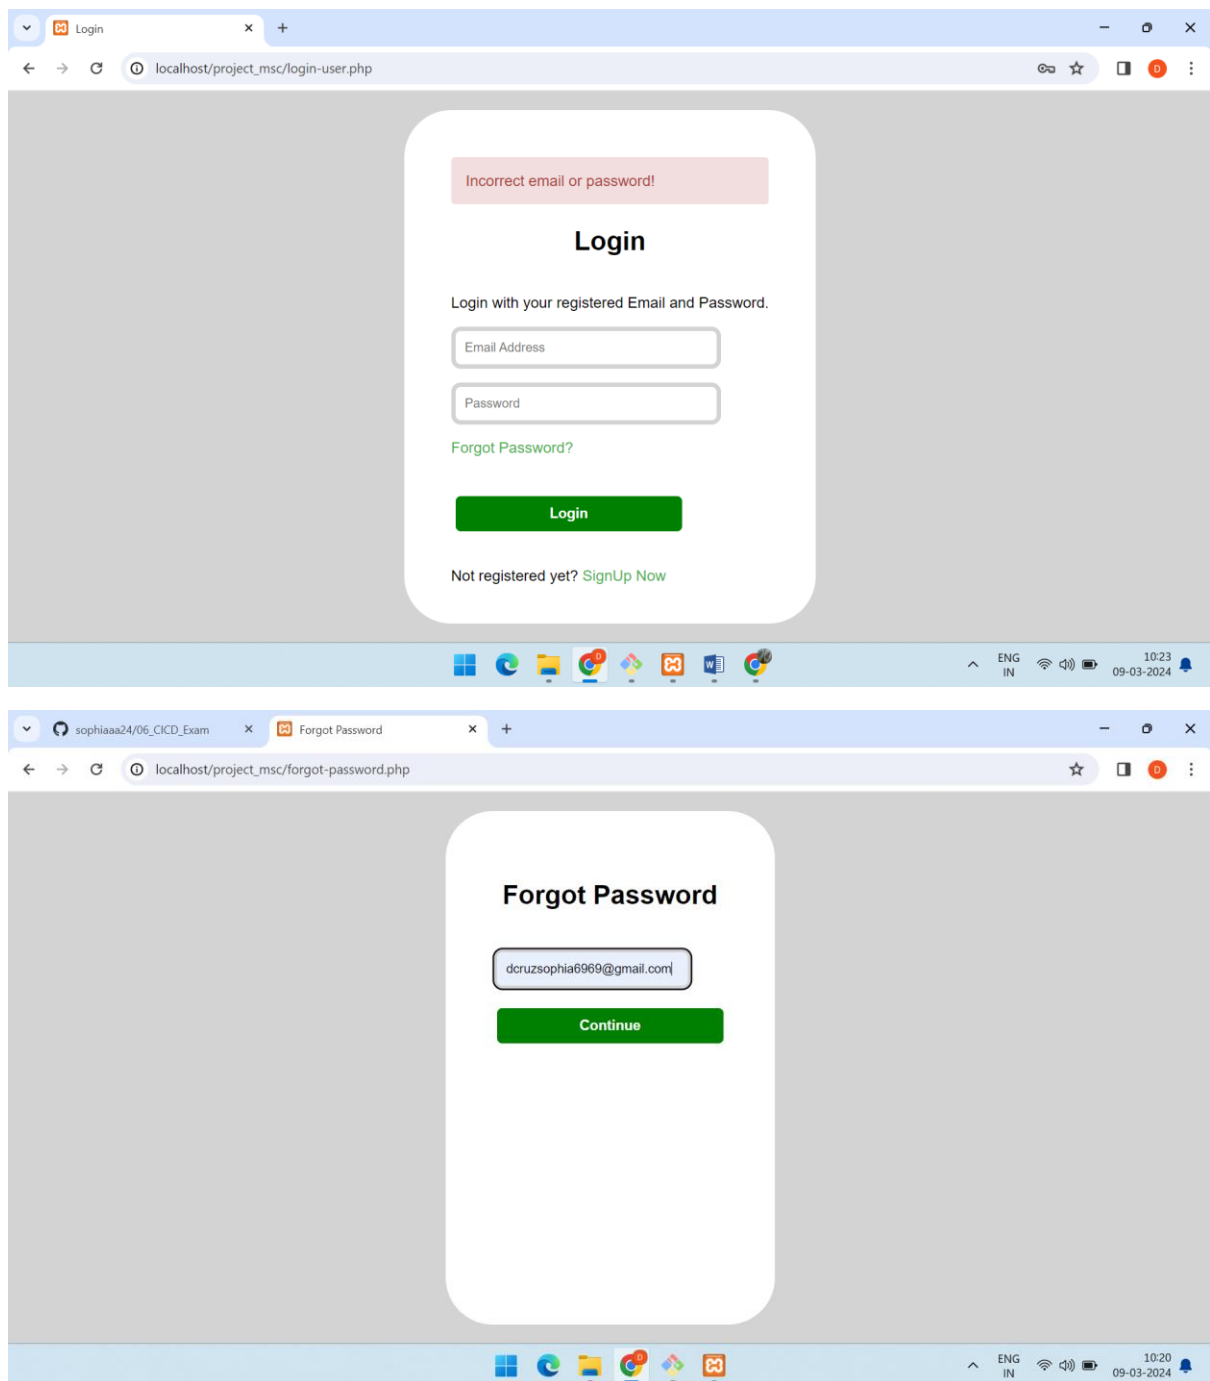 Login
localhost/project_msc/login-user.php
D
Incorrect email or password!
Login
Login with your registered Email and Password.
Email Address
Password
Forgot Password?
Login
Not registered yet? SignUp Now
D
W
ENG
IN
10:23
09-03-2024
sophiaaa24/06_CICD_Exam
Forgot Password
localhost/project_msc/forgot-password.php
D
Forgot Password
dcruzsophia6969@gmail.com
Continue
D
ENG
IN
10:20
09-03-2024